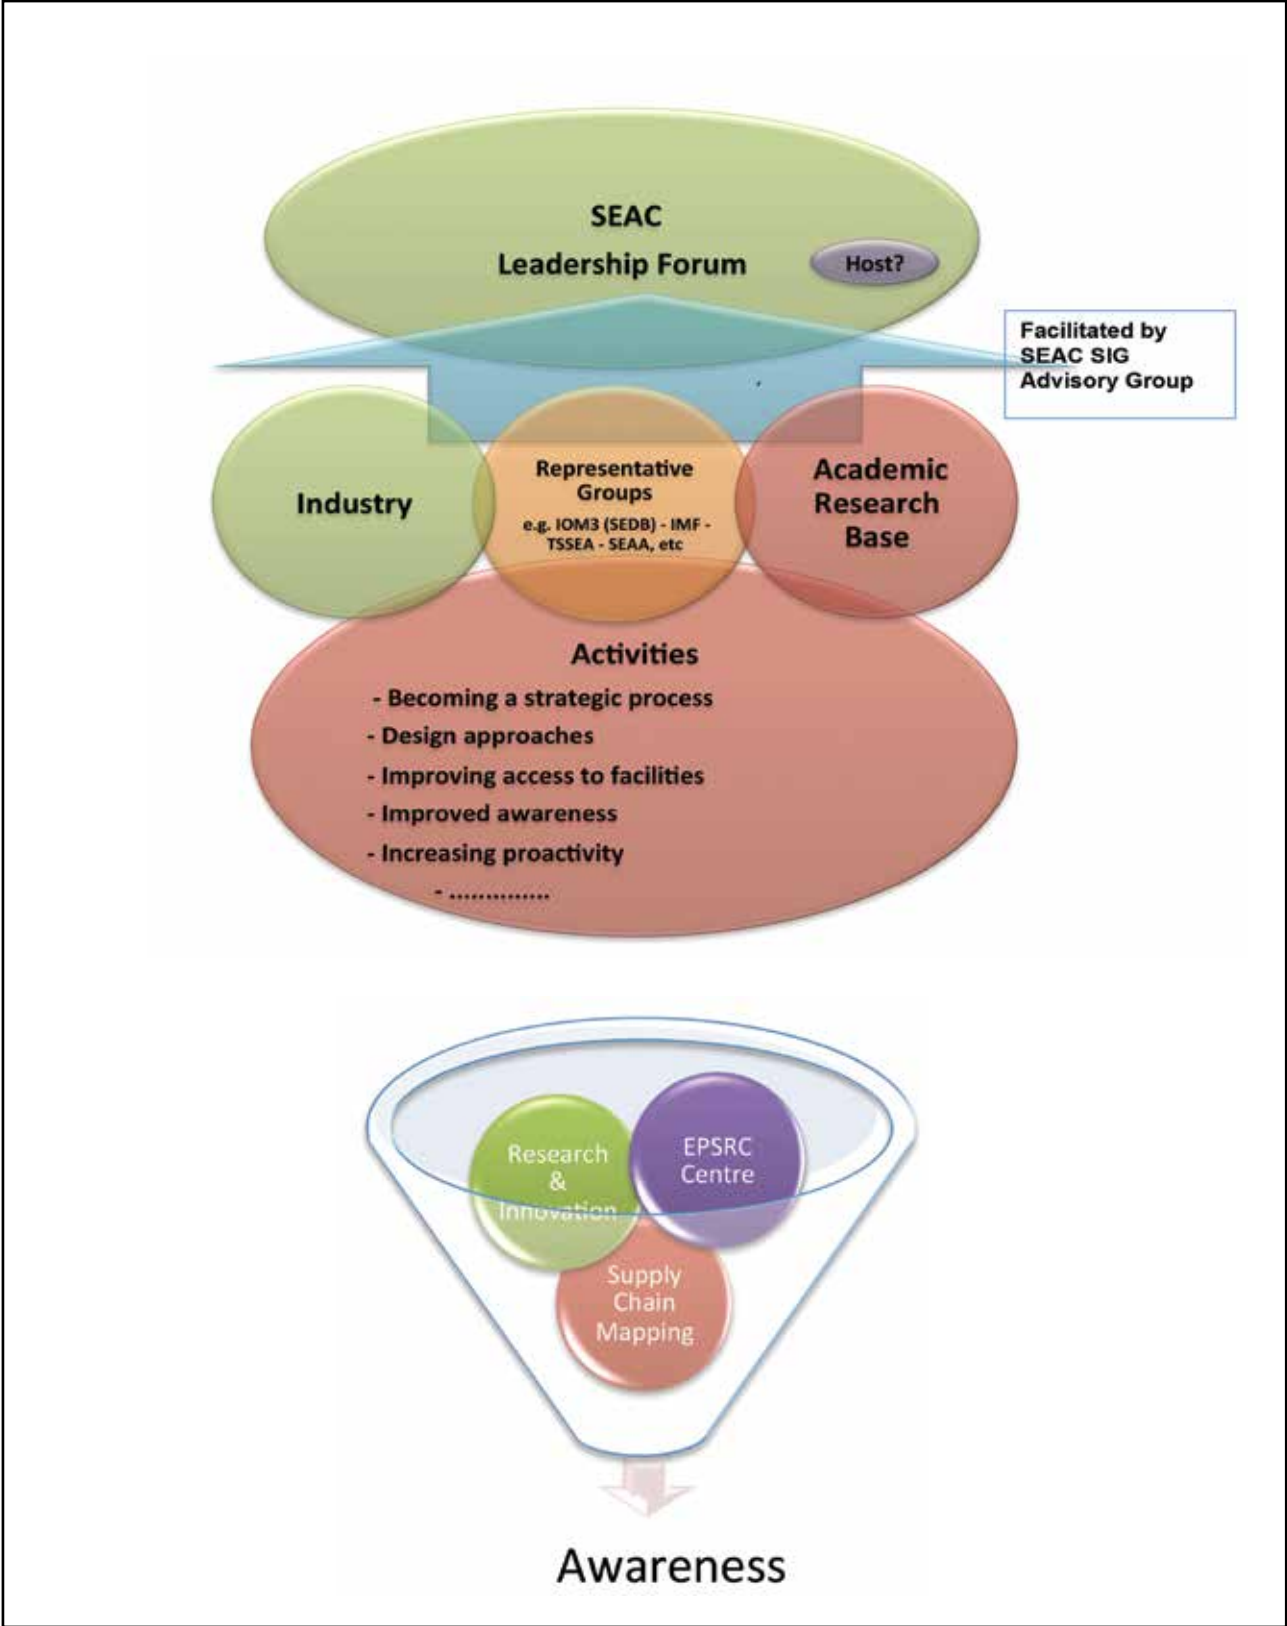 SEAC
Leadership Forum
Host?
Facilitated by
SEAC SIG
Advisory Group
Industry
Representative
Groups
e.g. IOM3 (SEDB) - IMF -
TSSEA - SEAA, etc
Academic
Research
Base
Activities
- Becoming a strategic process
- Design approaches
- Improving access to facilities
- Improved awareness
- Increasing proactivity
- ..............
Research
&
Innovation
EPSRC
Centre
Supply
Chain
Mapping
Awareness